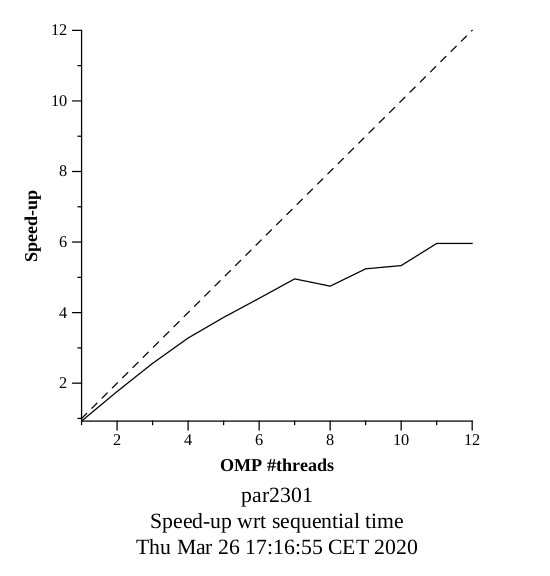 12
10
8
6
4
2
Speed-up
2 4 6 8 10 12
OMP #threads
par2301
Speed-up wrt sequential time
Thu Mar 26 17:16:55 CET 2020